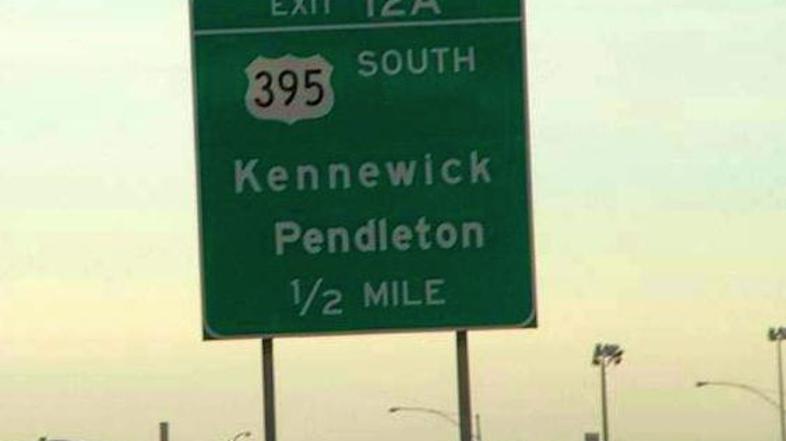 EXIT 12A
395 SOUTH
Kennewick
Pendleton
1/2 MILE